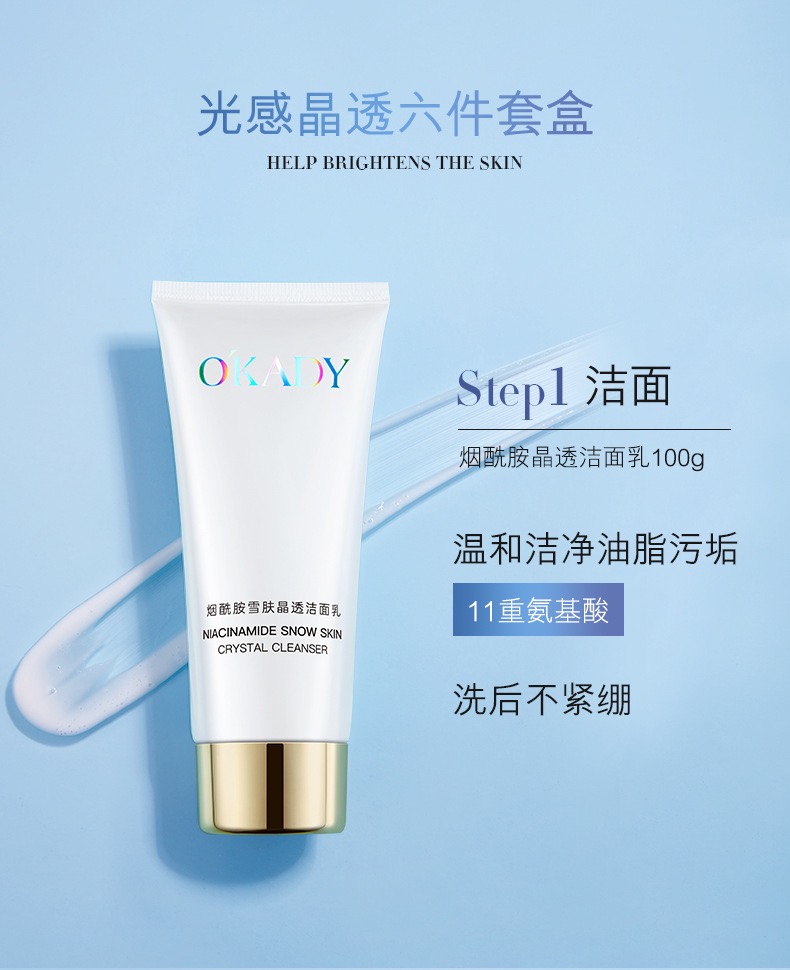 光感晶透六件套盒
HELP BRIGHTENS THE SKIN
O'KADY
烟酰胺雪肤晶透洁面乳
NIACINAMIDE SNOW SKIN
CRYSTAL CLEANSER
Step1 洁面
烟酰胺晶透洁面乳100g
温和洁净油脂污垢
11重氨基酸
洗后不紧绷